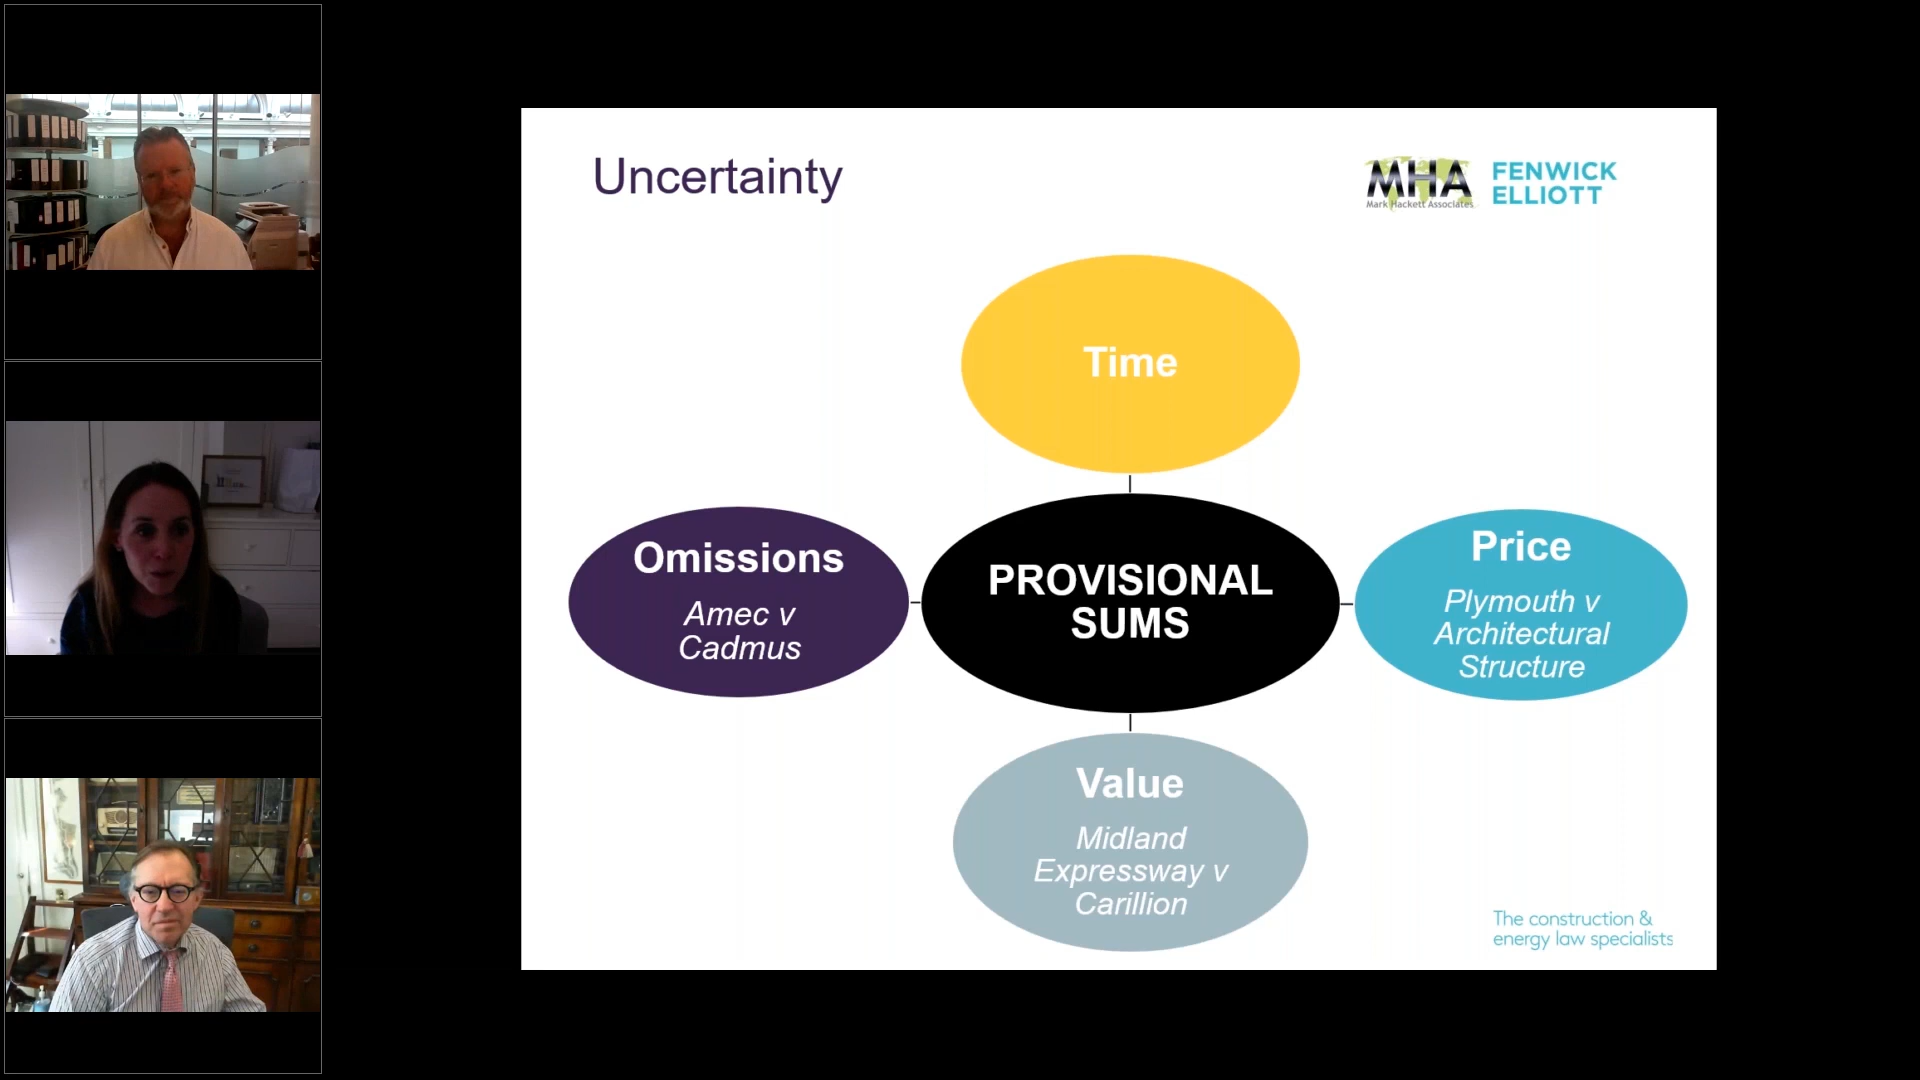 Uncertainty
MHA
Mark Hackett Associates
FENWICK
ELLIOTT
Time
Omissions
Amec v
Cadmus
PROVISIONAL
SUMS
Price
Plymouth v
Architectural
Structure
Value
Midland
Expressway v
Carillion
The construction &
energy law specialists